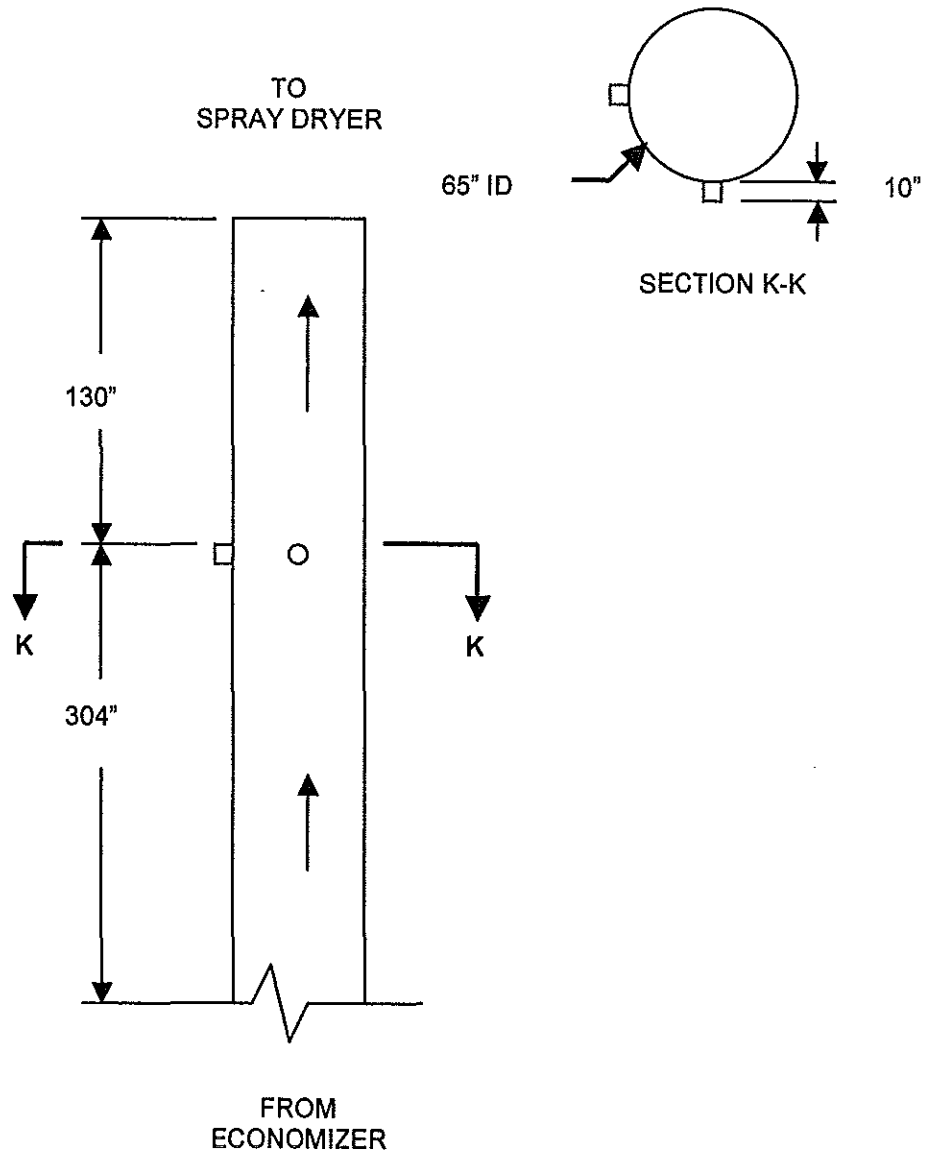 TO
SPRAY DRYER
65" ID
10"
SECTION K-K
130"
K
K
304"
FROM
ECONOMIZER